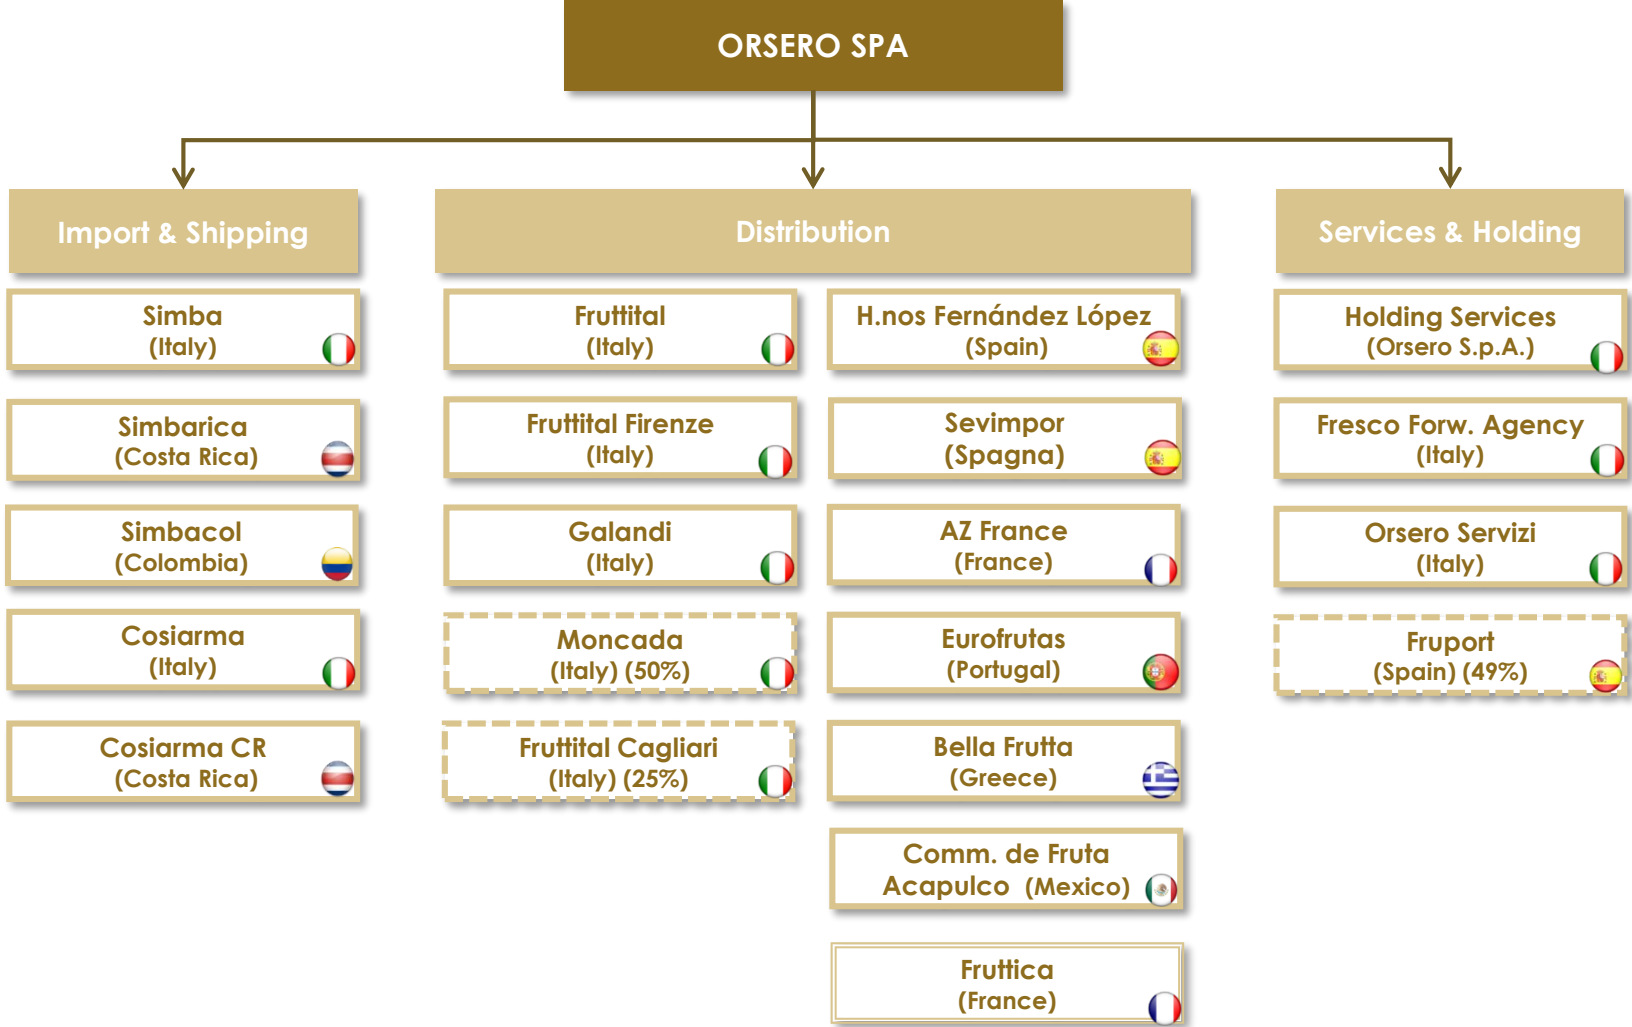 ORSERO SPA
Import & Shipping
Simba
(Italy)
Simbarica
(Costa Rica)
Simbacol
(Colombia)
Cosiarma
(Italy)
Cosiarma CR
(Costa Rica)
Distribution
Fruttital
(Italy)
Fruttital Firenze
(Italy)
Galandi
(Italy)
Moncada
(Italy) (50%)
Fruttital Cagliari
(Italy) (25%)
H.nos Fernández López
(Spain)
Sevimpor
(Spagna)
AZ France
(France)
Eurofrutas
(Portugal)
Bella Frutta
(Greece)
Comm. de Fruta
Acapulco (Mexico)
Fruttica
(France)
Services & Holding
Holding Services
(Orsero S.p.A.)
Fresco Forw. Agency
(Italy)
Orsero Servizi
(Italy)
Fruport
(Spain) (49%)